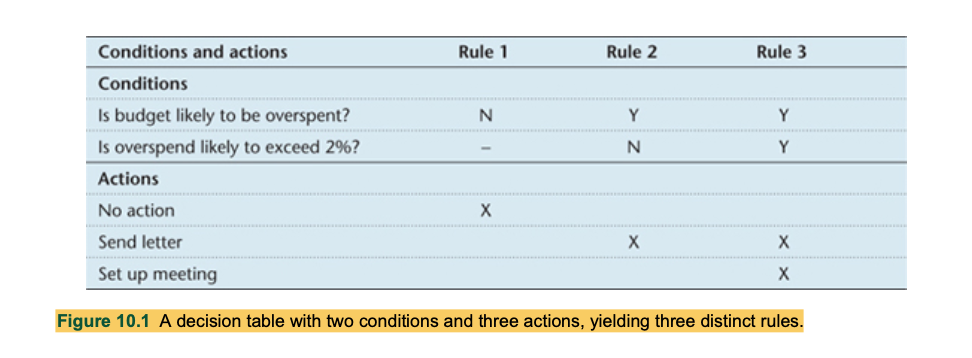 Conditions and actions Rule 1 Rule 2 Rule 3
Conditions
Is budget likely to be overspent? N Y Y
Is overspend likely to exceed 2%? – N Y
Actions
No action X
Send letter X X
Set up meeting X
Figure 10.1 A decision table with two conditions and three actions, yielding three distinct rules.